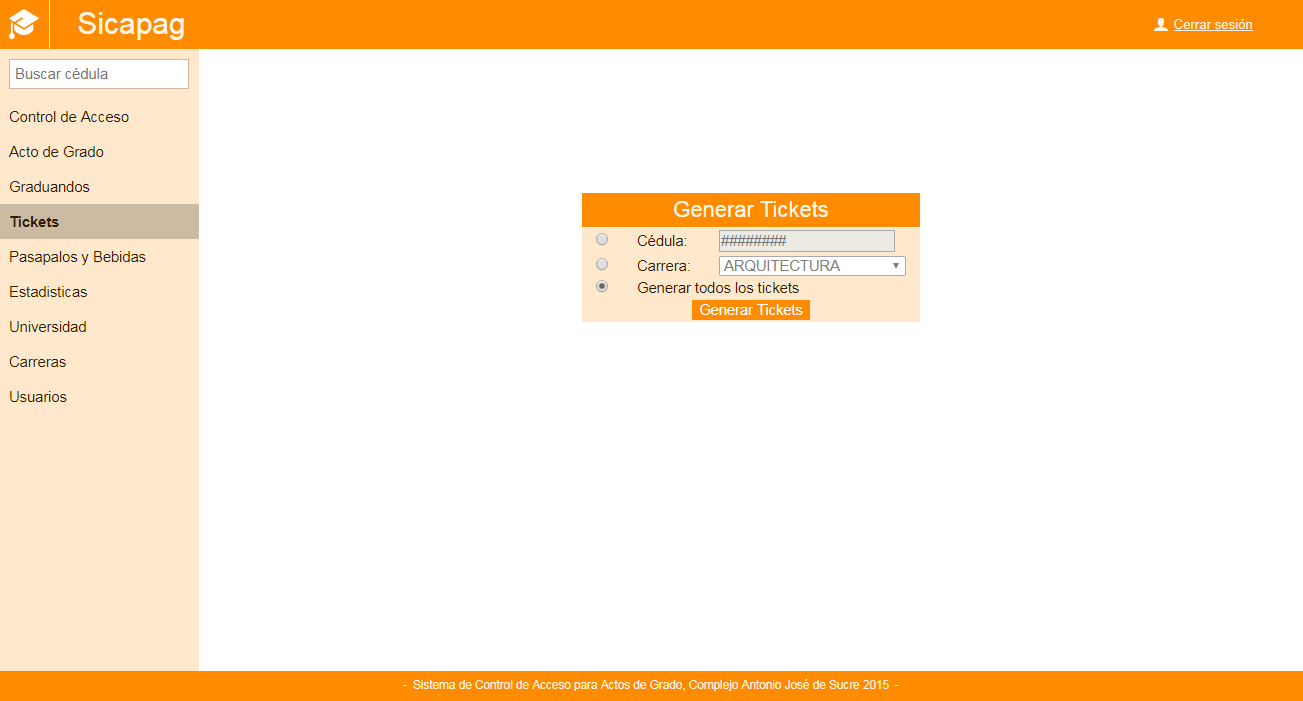 Sicapag
Cerrar sesión
Buscar cédula
Control de Acceso
Acto de Grado
Graduandos
Tickets
Pasapalos y Bebidas
Estadisticas
Universidad
Carreras
Usuarios
Generar Tickets
Cédula: ########
Carrera: ARQUITECTURA
Generar todos los tickets
Generar Tickets
- Sistema de Control de Acceso para Actos de Grado, Complejo Antonio José de Sucre 2015 -